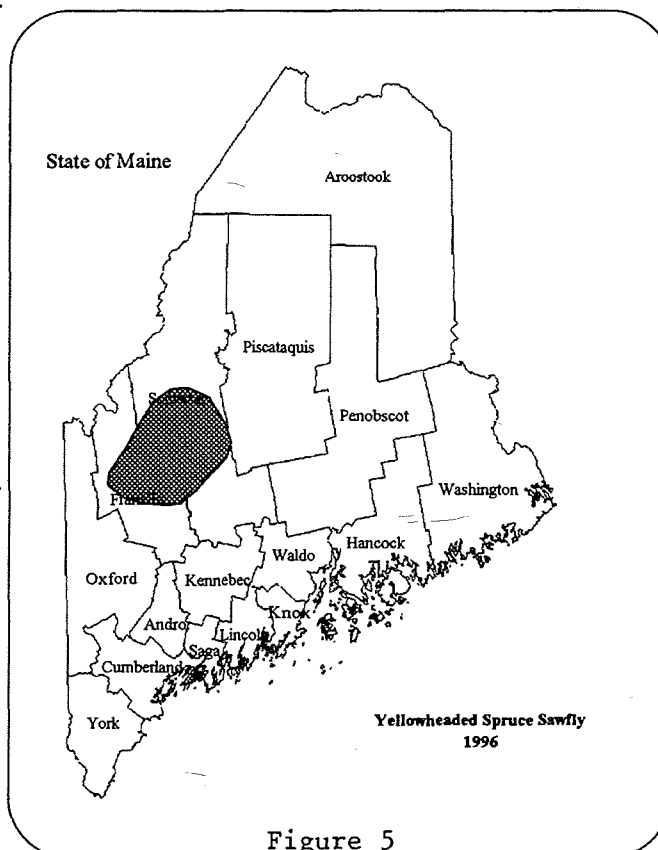 State of Maine
Aroostook
Piscataquis
Penobscot
Washington
Hancock
Waldo
Oxford
Kennebec
Knox
Andro
Lincoln
Saga
Cumberland
York
Yellowheaded Spruce Sawfly
1996
Figure 5